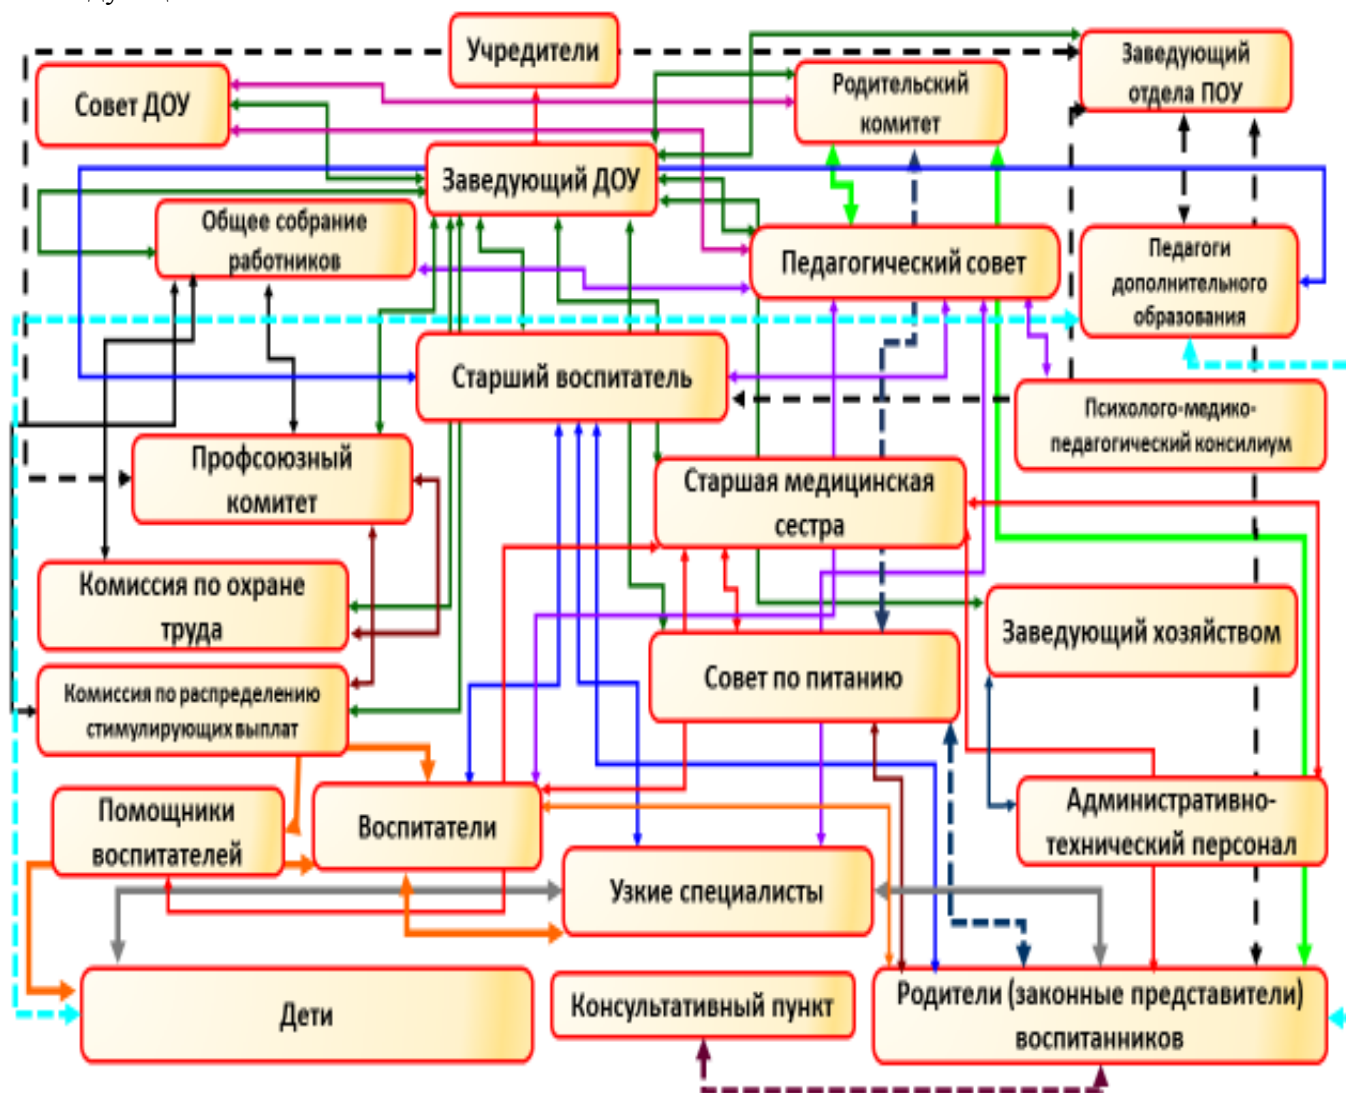 Учредители
Заведующий
отдела ПОУ
Совет ДОУ
Родительский
комитет
Заведующий ДОУ
Общее собрание
работников
Педагогический совет
Педагоги
дополнительного
образования
Старший воспитатель
Психолого-медико-
педагогический консилиум
Профсоюзный
комитет
Старшая медицинская
сестра
Комиссия по охране
труда
Заведующий хозяйством
Комиссия по распределению
стимулирующих выплат
Совет по питанию
Помощники
воспитателей
Воспитатели
Административно-
технический персонал
Узкие специалисты
Дети
Консультативный пункт
Родители (законные представители)
воспитанников